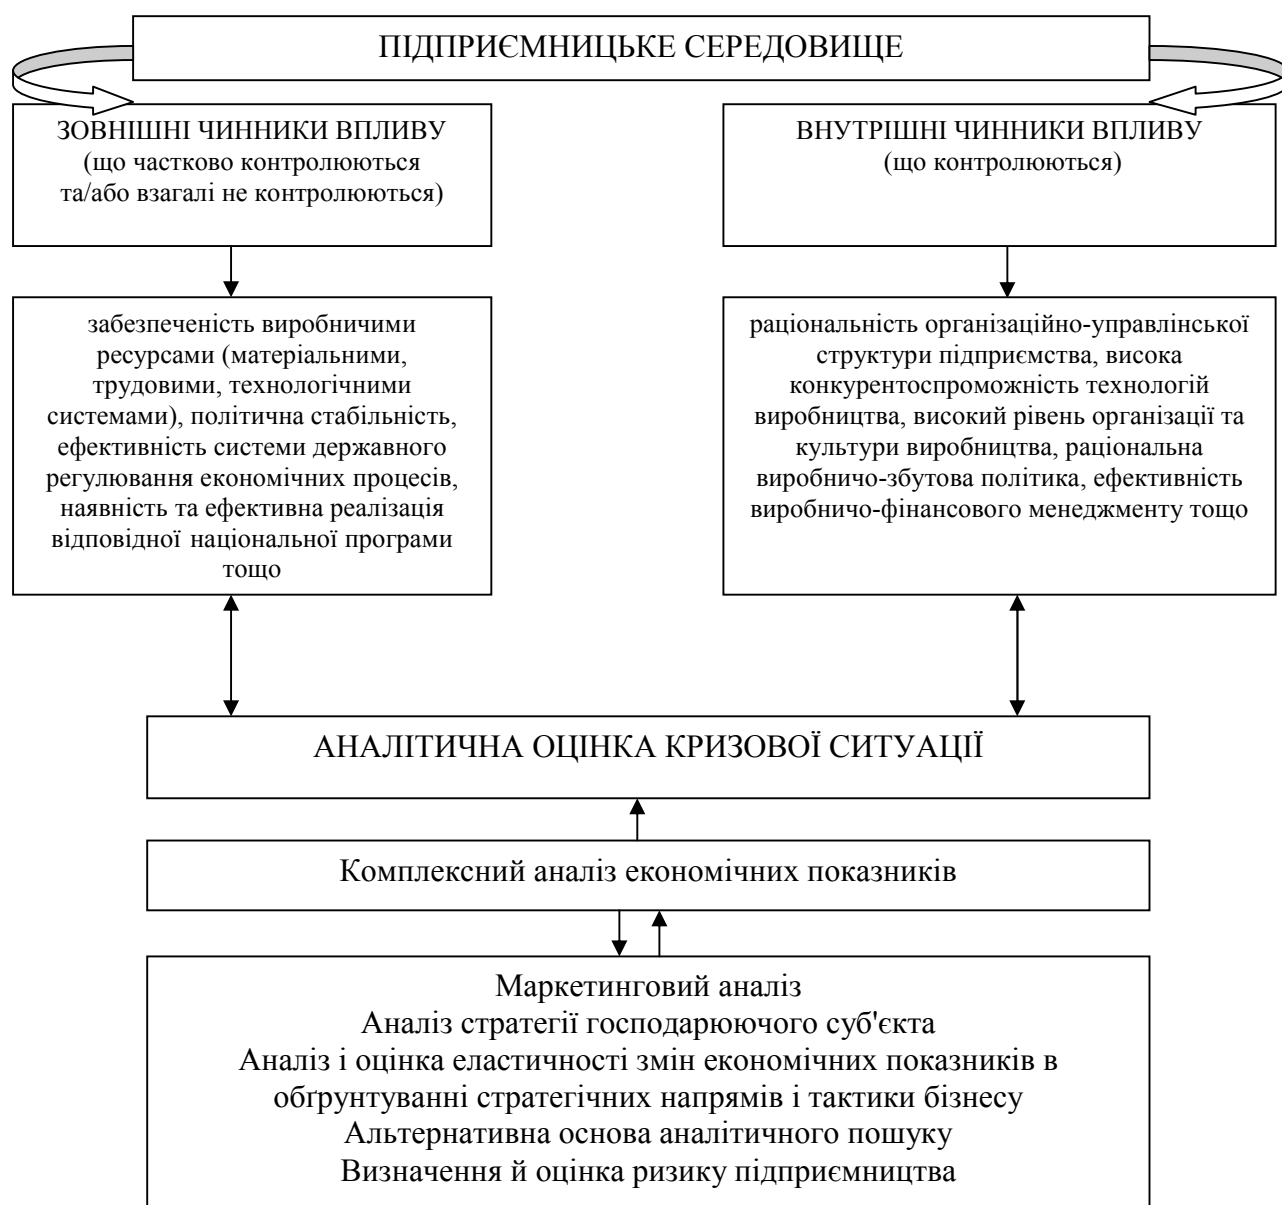 ПІДПРИЄМНИЦЬКЕ СЕРЕДОВИЩЕ
ЗОВНІШНІ ЧИННИКИ ВПЛИВУ
(що частково контролюються
та/або взагалі не контролюються)
ВНУТРІШНІ ЧИННИКИ ВПЛИВУ
(що контролюються)
забезпеченість виробничими
ресурсами (матеріальними,
трудовими, технологічними
системами), політична стабільність,
ефективність системи державного
регулювання економічних процесів,
наявність та ефективна реалізація
відповідної національної програми
тощо
раціональність організаційно-управлінської
структури підприємства, висока
конкурентоспроможність технологій
виробництва, високий рівень організації та
культури виробництва, раціональна
виробничо-збутова політика, ефективність
виробничо-фінансового менеджменту тощо
АНАЛІТИЧНА ОЦІНКА КРИЗОВОЇ СИТУАЦІЇ
Комплексний аналіз економічних показників
Маркетинговий аналіз
Аналіз стратегії господарюючого суб'єкта
Аналіз і оцінка еластичності змін економічних показників в
обґрунтуванні стратегічних напрямів і тактики бізнесу
Альтернативна основа аналітичного пошуку
Визначення й оцінка ризику підприємництва